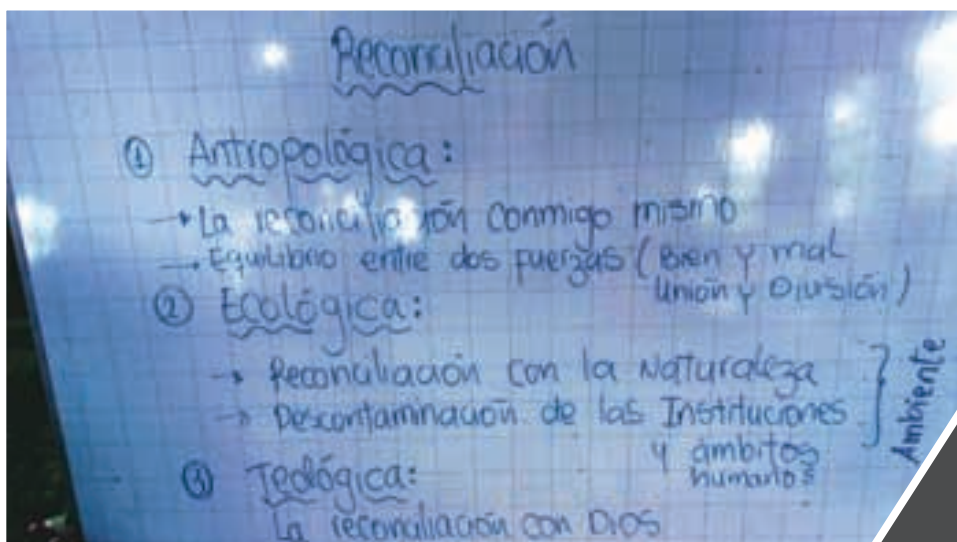 Reconciliación
① Antropológica:
→ La reconciliación conmigo mismo
→ Equilibrio entre dos fuerzas (Bien y mal
Unión y División)
② Ecológica:
→ Reconciliación con la Naturaleza
→ Descontaminación de las Instituciones
y ámbitos
humanos
Ambiente
③ Teológica:
La reconciliación con Dios